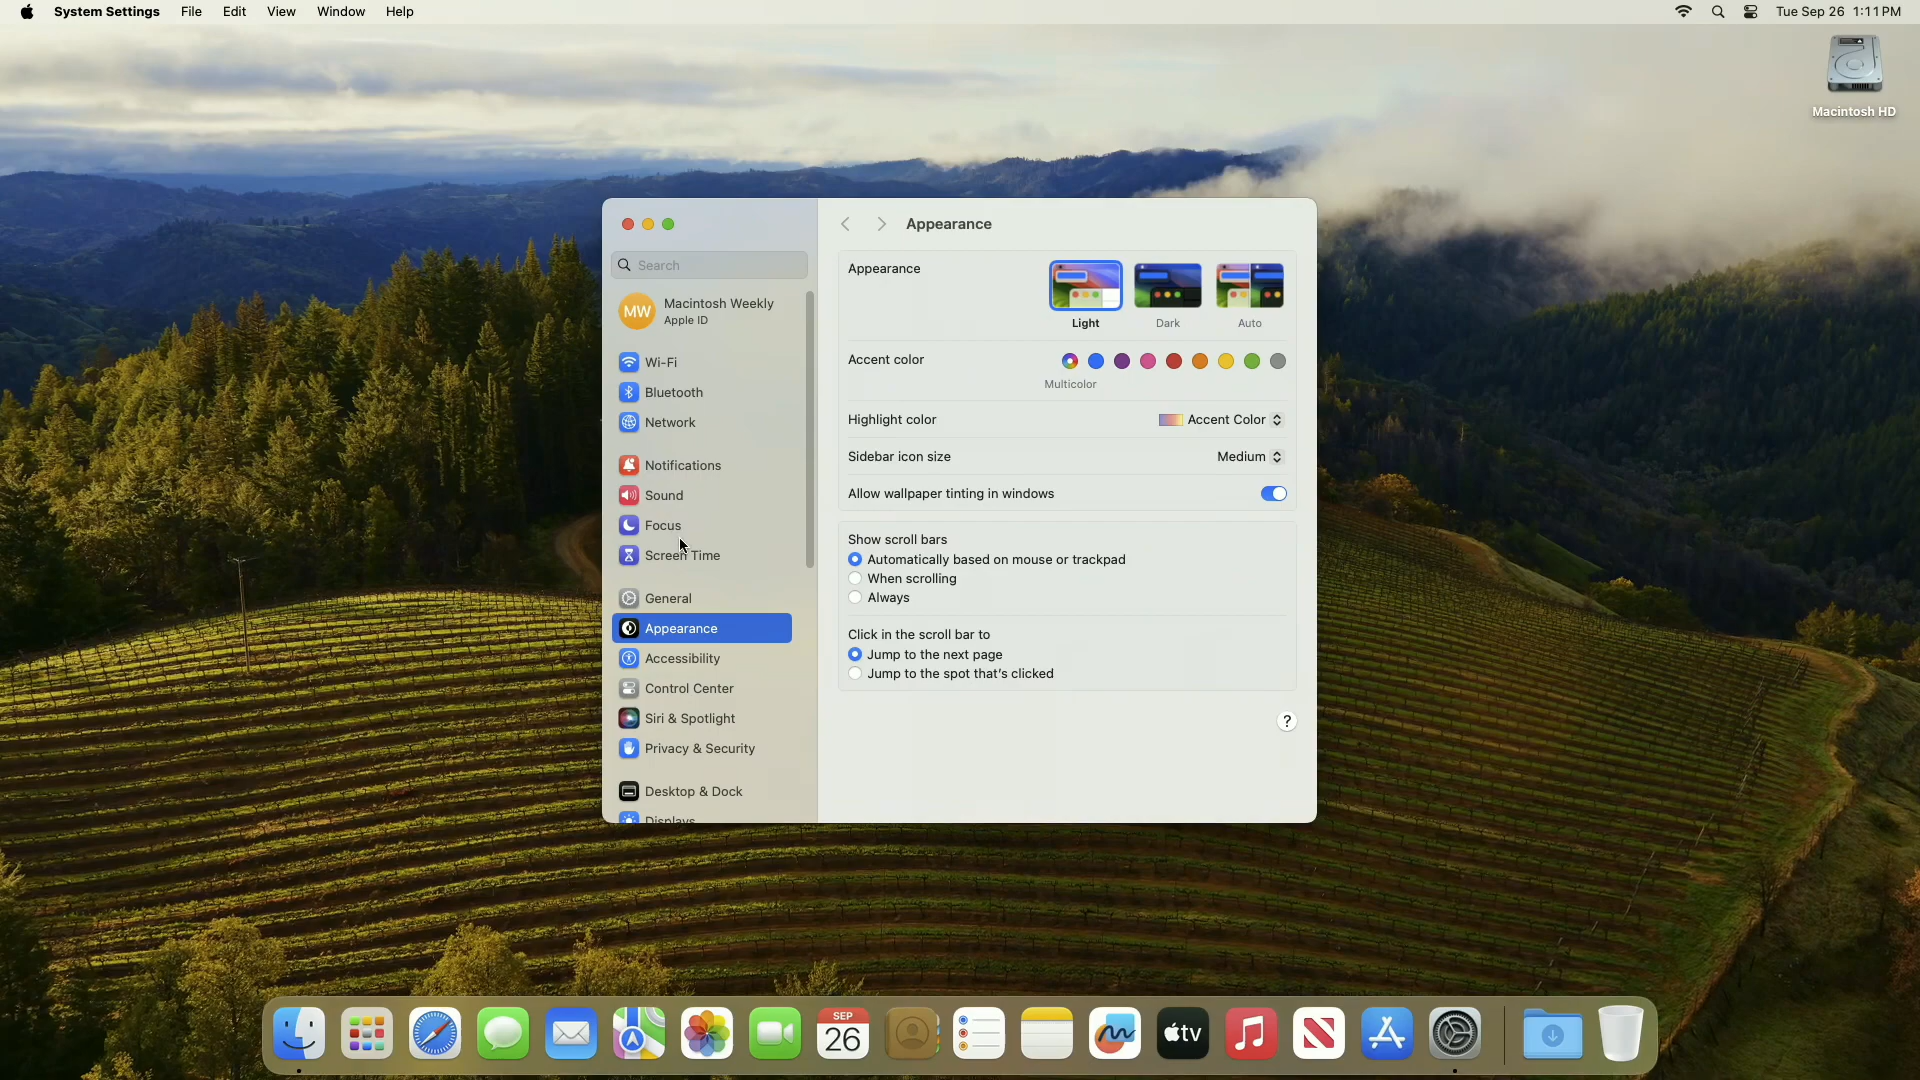 System Settings File Edit View Window Help
Tue Sep 26 1:11 PM
Macintosh HD
Search
MW
Macintosh Weekly
Apple ID
Wi-Fi
Bluetooth
Network
Notifications
Sound
Focus
Screen Time
General
Appearance
Accessibility
Control Center
Siri & Spotlight
Privacy & Security
Desktop & Dock
Displays
Appearance
Appearance
Light Dark Auto
Accent color
Multicolor
Highlight color Accent Color
Sidebar icon size Medium
Allow wallpaper tinting in windows
Show scroll bars
Automatically based on mouse or trackpad
When scrolling
Always
Click in the scroll bar to
Jump to the next page
Jump to the spot that's clicked
?
SEP
26
tv